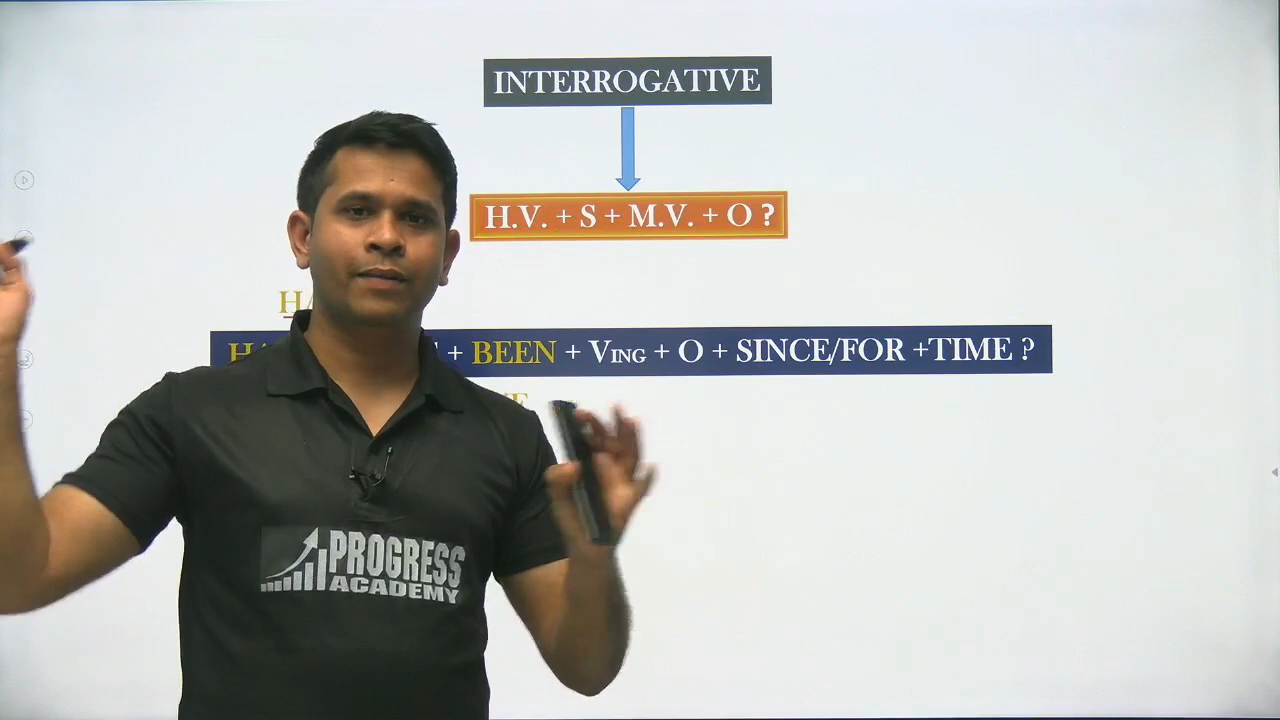 INTERROGATIVE
H.V. + S + M.V. + O ?
+ BEEN + VING + O + SINCE/FOR +TIME ?
PROGRESS
ACADEMY